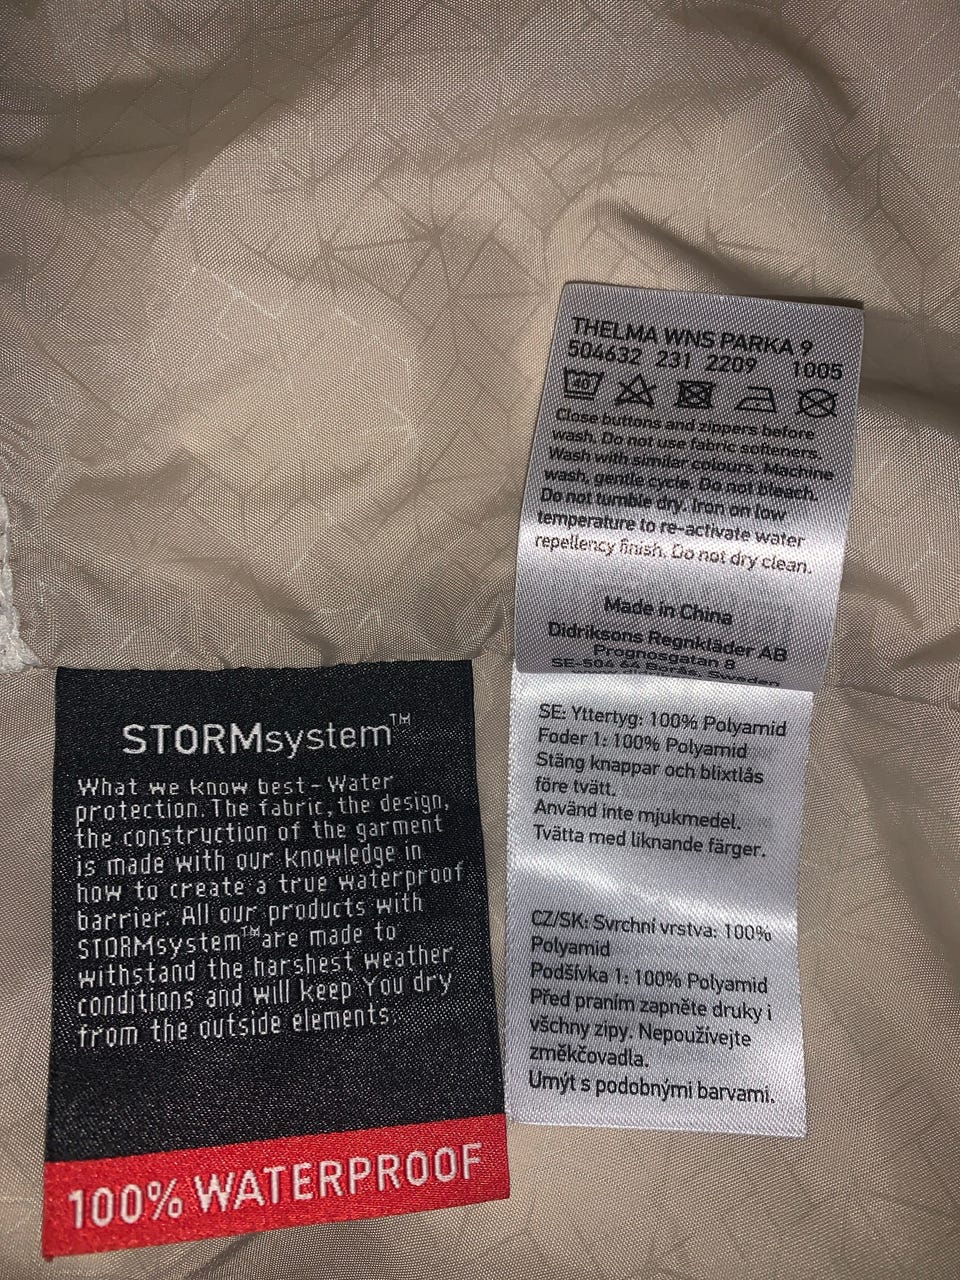 THELMA WNS PARKA 9
504632 231 2209 1005
40
Close buttons and zippers before
wash. Do not use fabric softeners.
Wash with similar colours. Machine
wash, gentle cycle. Do not bleach.
Do not tumble dry. Iron on low
temperature to re-activate water
repellency finish. Do not dry clean.
Made in China
Didriksons Regnkläder AB
Prognosgatan 8
SE-504 64 Borås, Sweden
SE: Yttertyg: 100% Polyamid
Foder 1: 100% Polyamid
Stäng knappar och blixtlås
före tvätt.
Använd inte mjukmedel.
Tvätta med liknande färger.
CZ/SK: Svrchní vrstva: 100%
Polyamid
Podšívka 1: 100% Polyamid
Před praním zapněte druky i
všchny zipy. Nepoužívejte
změkčovadla.
Umýt s podobnými barvami.
STORMsystem™
What we know best - Water
protection. The fabric, the design,
the construction of the garment
is made with our knowledge in
how to create a true waterproof
barrier. All our products with
STORMsystem™ are made to
withstand the harshest weather
conditions and will keep You dry
from the outside elements.
100% WATERPROOF